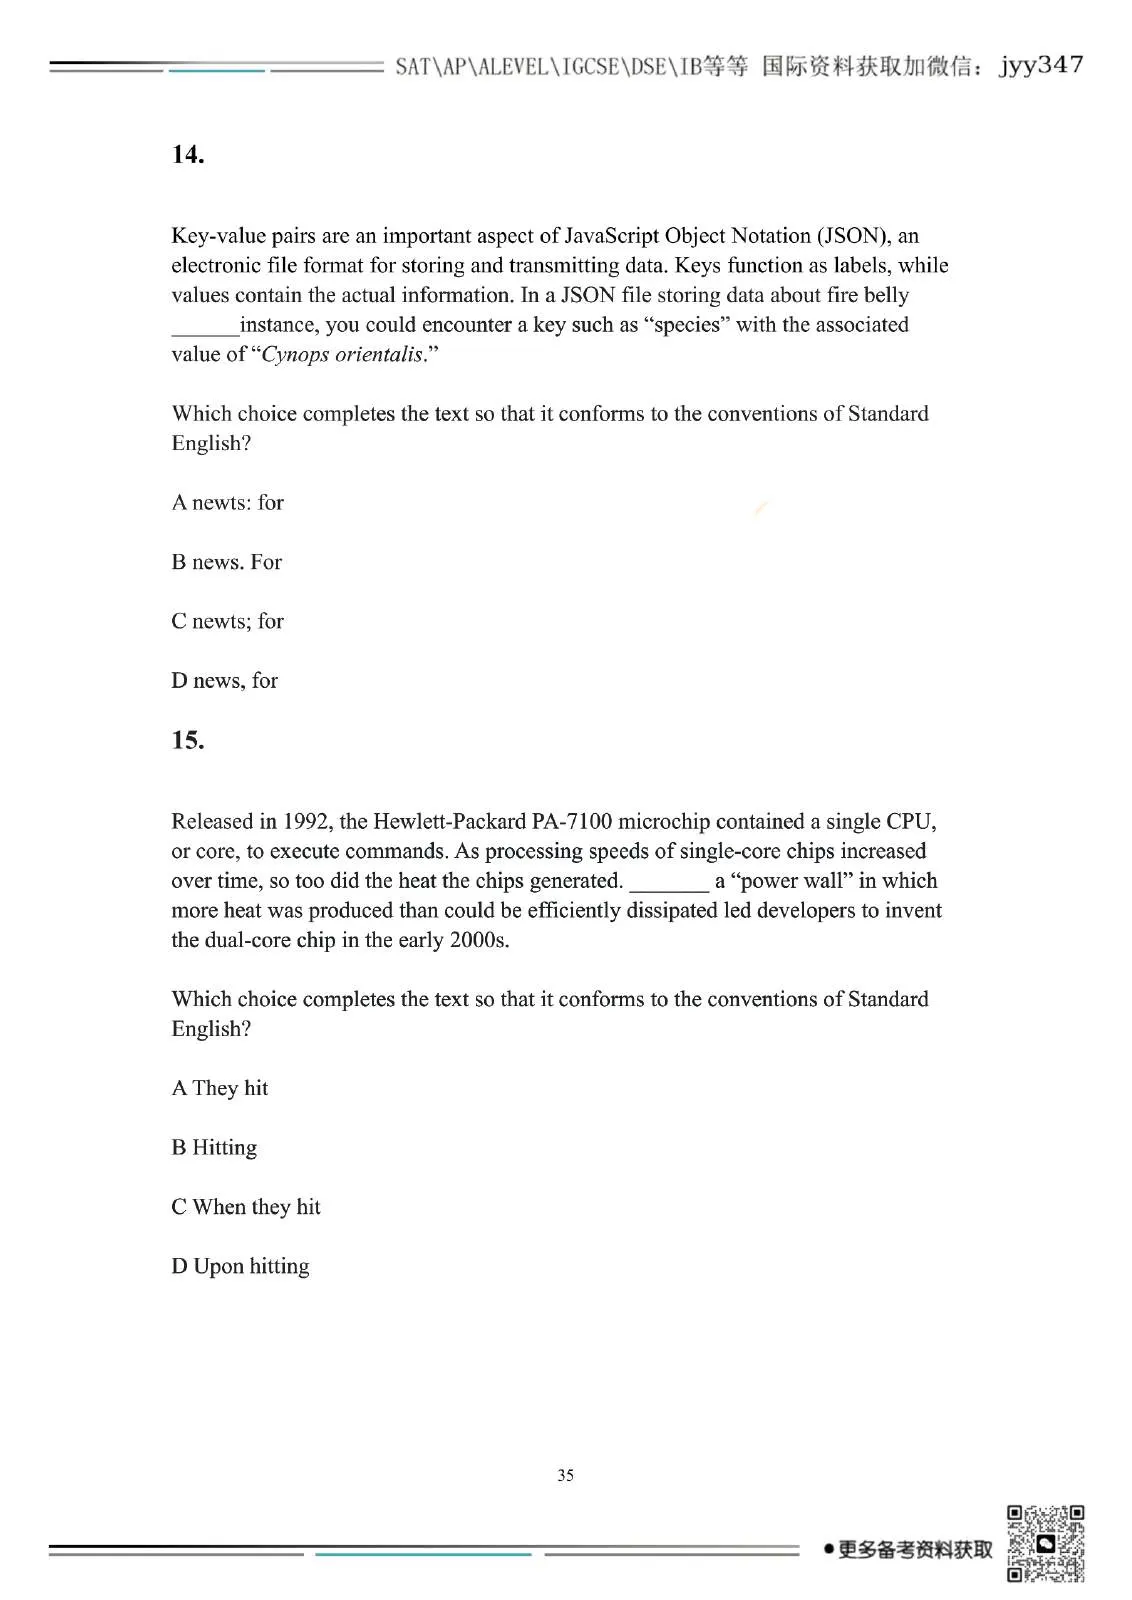 SAT\AP\ALEVEL\IGCSE\DSE\IB等等 国际资料获取加微信：jyy347
14.
Key-value pairs are an important aspect of JavaScript Object Notation (JSON), an
electronic file format for storing and transmitting data. Keys function as labels, while
values contain the actual information. In a JSON file storing data about fire belly
______instance, you could encounter a key such as “species” with the associated
value of “Cynops orientalis.”
Which choice completes the text so that it conforms to the conventions of Standard
English?
A newts: for
B news. For
C newts; for
D news, for
15.
Released in 1992, the Hewlett-Packard PA-7100 microchip contained a single CPU,
or core, to execute commands. As processing speeds of single-core chips increased
over time, so too did the heat the chips generated. _______ a “power wall” in which
more heat was produced than could be efficiently dissipated led developers to invent
the dual-core chip in the early 2000s.
Which choice completes the text so that it conforms to the conventions of Standard
English?
A They hit
B Hitting
C When they hit
D Upon hitting
35
●更多备考资料获取